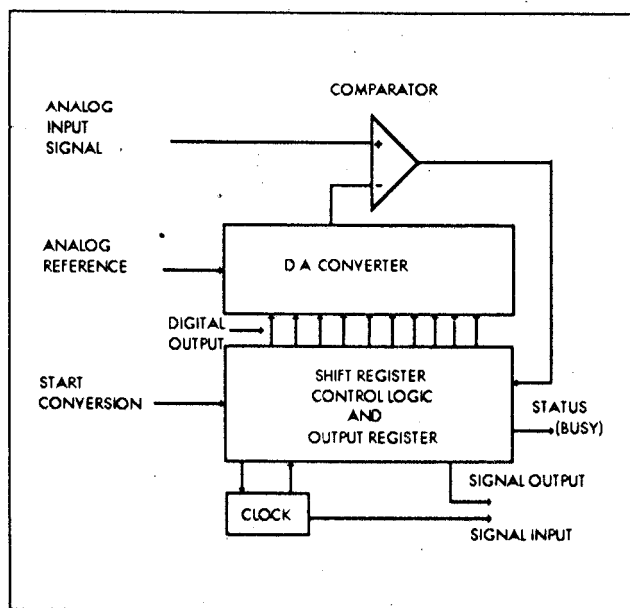 COMPARATOR
ANALOG
INPUT
SIGNAL
+
−
ANALOG
REFERENCE
D A CONVERTER
DIGITAL
OUTPUT
START
CONVERSION
SHIFT REGISTER
CONTROL LOGIC
AND
OUTPUT REGISTER
STATUS
(BUSY)
SIGNAL OUTPUT
CLOCK
SIGNAL INPUT